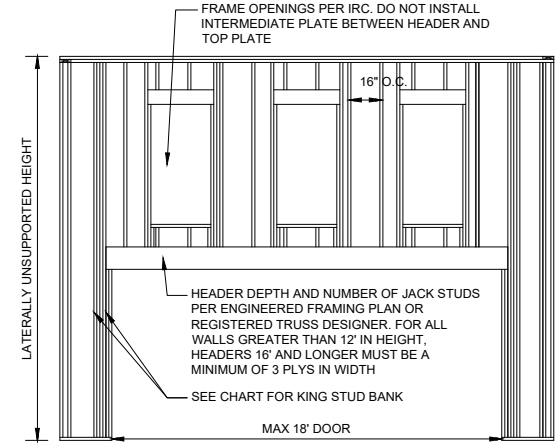 FRAME OPENINGS PER IRC. DO NOT INSTALL
INTERMEDIATE PLATE BETWEEN HEADER AND
TOP PLATE
16" O.C.
LATERALLY UNSUPPORTED HEIGHT
HEADER DEPTH AND NUMBER OF JACK STUDS
PER ENGINEERED FRAMING PLAN OR
REGISTERED TRUSS DESIGNER. FOR ALL
WALLS GREATER THAN 12' IN HEIGHT,
HEADERS 16' AND LONGER MUST BE A
MINIMUM OF 3 PLYS IN WIDTH
SEE CHART FOR KING STUD BANK
MAX 18' DOOR